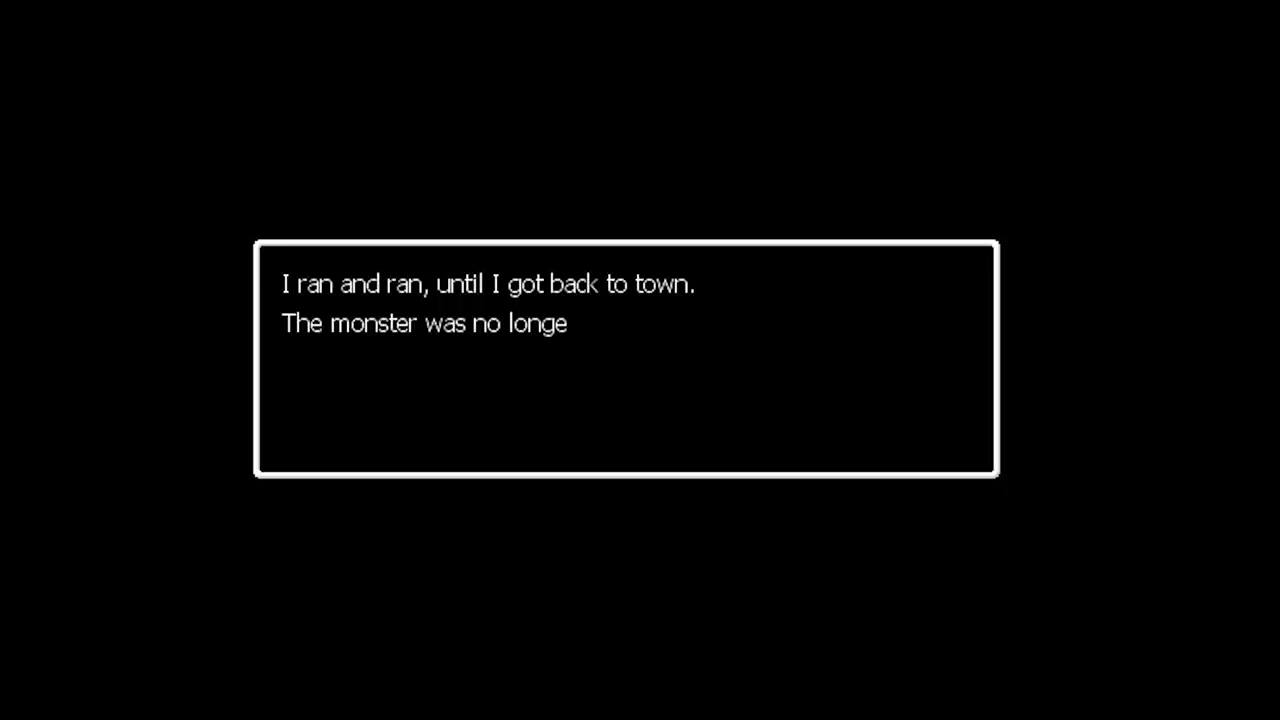 I ran and ran, until I got back to town.
The monster was no longe